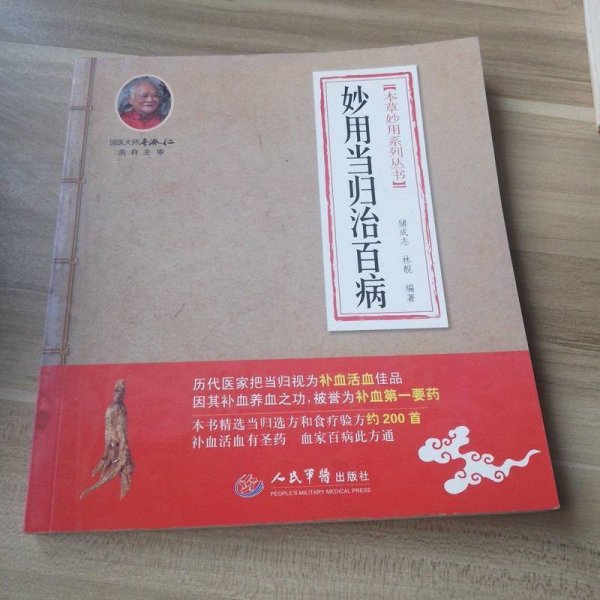 国医大师李济仁
亲自主审
【本草妙用系列丛书】
妙用当归治百病
储成志 林靓 编著
历代医家把当归视为补血活血佳品
因其补血养血之功，被誉为补血第一要药
本书精选当归选方和食疗验方约200首
补血活血有圣药 血家百病此方通
人民军医出版社
PEOPLE'S MILITARY MEDICAL PRESS